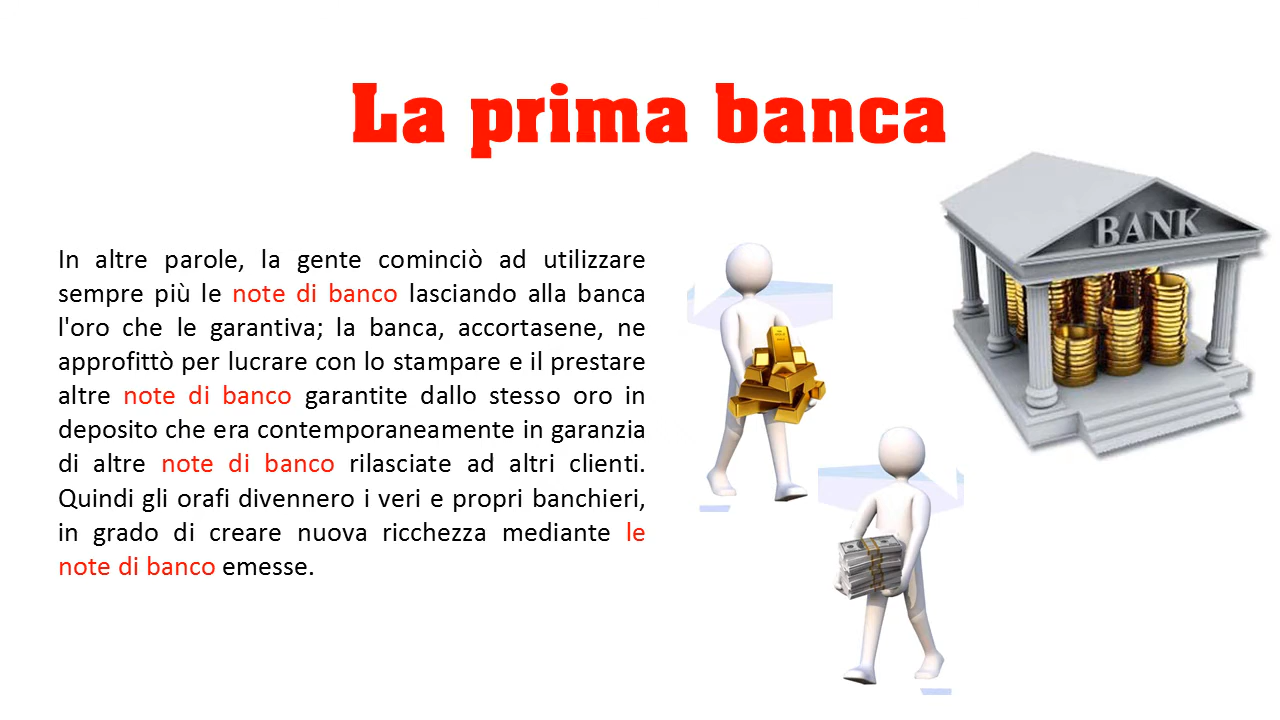 La prima banca
BANK
In altre parole, la gente cominciò ad utilizzare
sempre più le note di banco lasciando alla banca
l'oro che le garantiva; la banca, accortasene, ne
approfittò per lucrare con lo stampare e il prestare
altre note di banco garantite dallo stesso oro in
deposito che era contemporaneamente in garanzia
di altre note di banco rilasciate ad altri clienti.
Quindi gli orafi divennero i veri e propri banchieri,
in grado di creare nuova ricchezza mediante le
note di banco emesse.